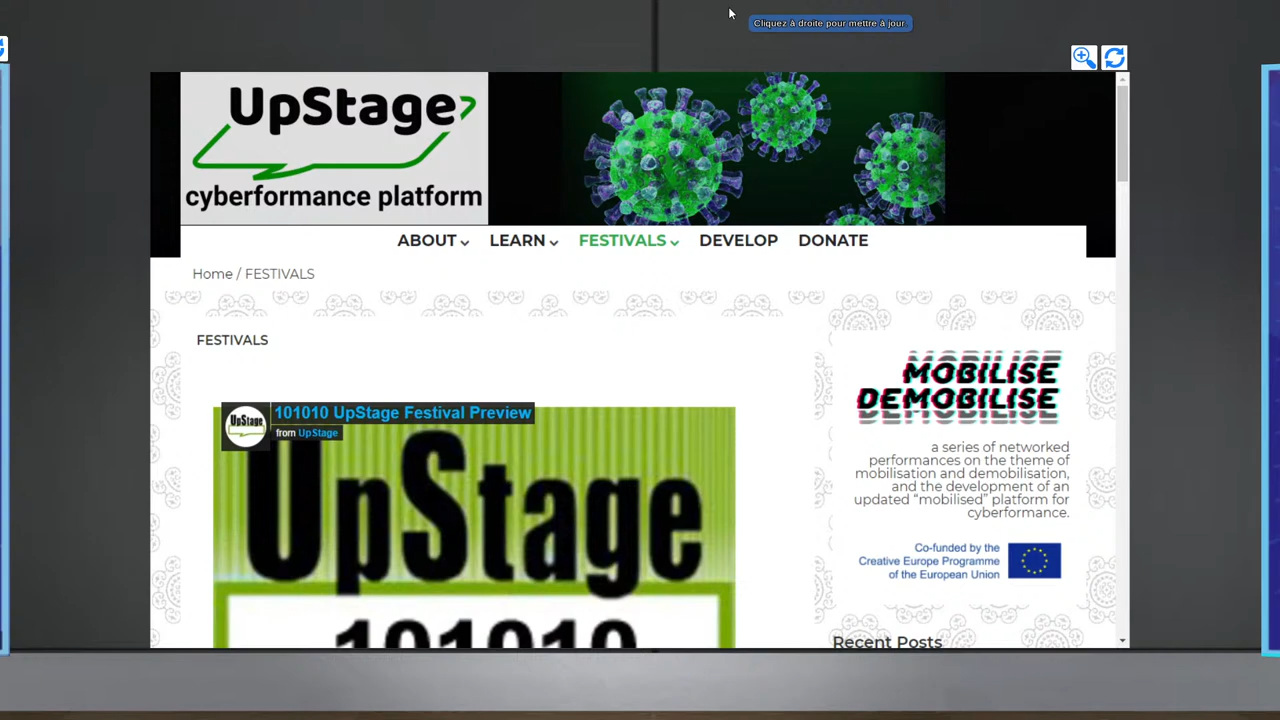 Cliquez à droite pour mettre à jour
UpStage
cyberformance platform
ABOUT LEARN FESTIVALS DEVELOP DONATE
Home / FESTIVALS
FESTIVALS
101010 UpStage Festival Preview
from UpStage
UpStage
UpStage
101010
MOBILISE
DEMOBILISE
a series of networked
performances on the theme of
mobilisation and demobilisation,
and the development of an
updated “mobilised” platform for
cyberformance.
Co-funded by the
Creative Europe Programme
of the European Union
Recent Posts